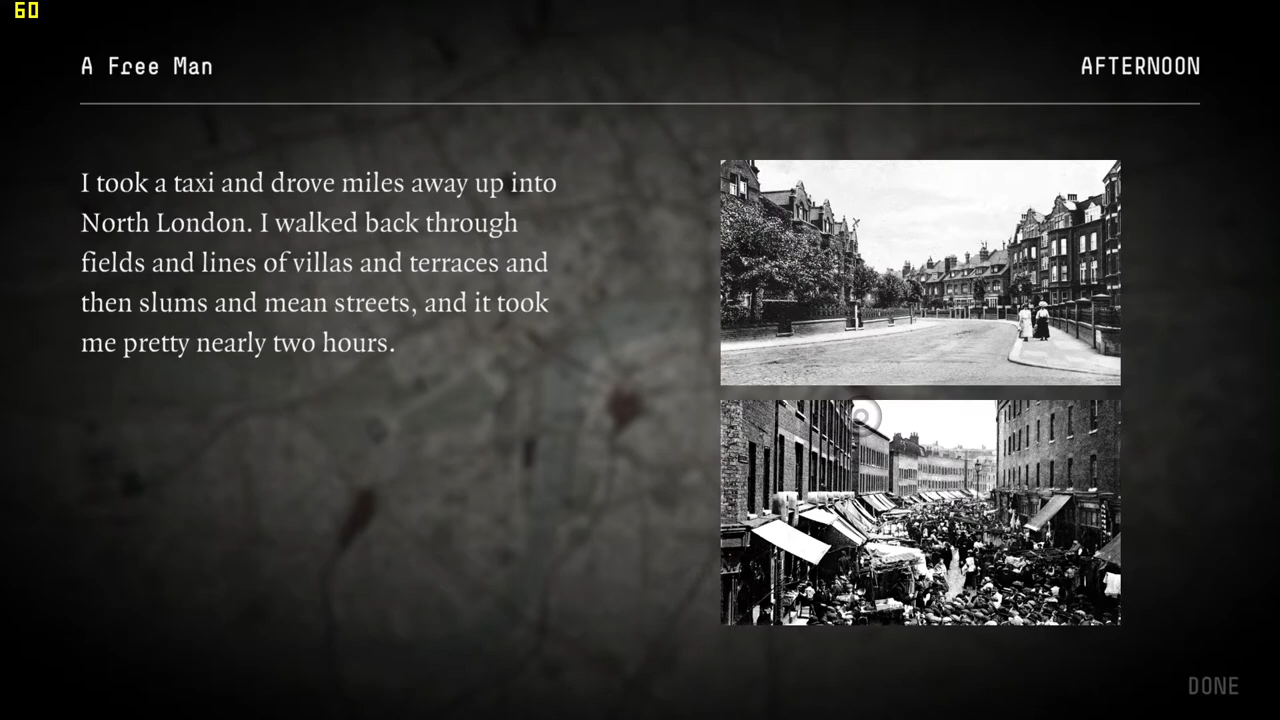 60
A Free Man
AFTERNOON
I took a taxi and drove miles away up into
North London. I walked back through
fields and lines of villas and terraces and
then slums and mean streets, and it took
me pretty nearly two hours.
DONE